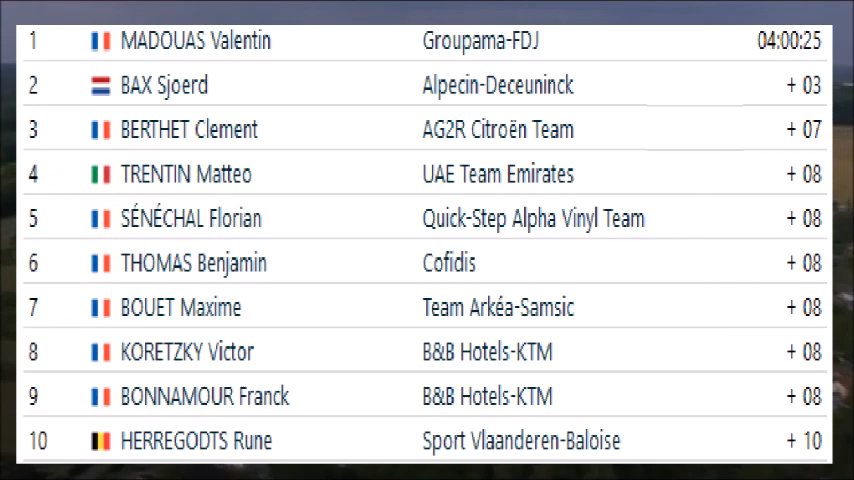 1 MADOUAS Valentin Groupama-FDJ 04:00:25
2 BAX Sjoerd Alpecin-Deceuninck + 03
3 BERTHET Clement AG2R Citroën Team + 07
4 TRENTIN Matteo UAE Team Emirates + 08
5 SÉNÉCHAL Florian Quick-Step Alpha Vinyl Team + 08
6 THOMAS Benjamin Cofidis + 08
7 BOUET Maxime Team Arkéa-Samsic + 08
8 KORETZKY Victor B&B Hotels-KTM + 08
9 BONNAMOUR Franck B&B Hotels-KTM + 08
10 HERREGODTS Rune Sport Vlaanderen-Baloise + 10